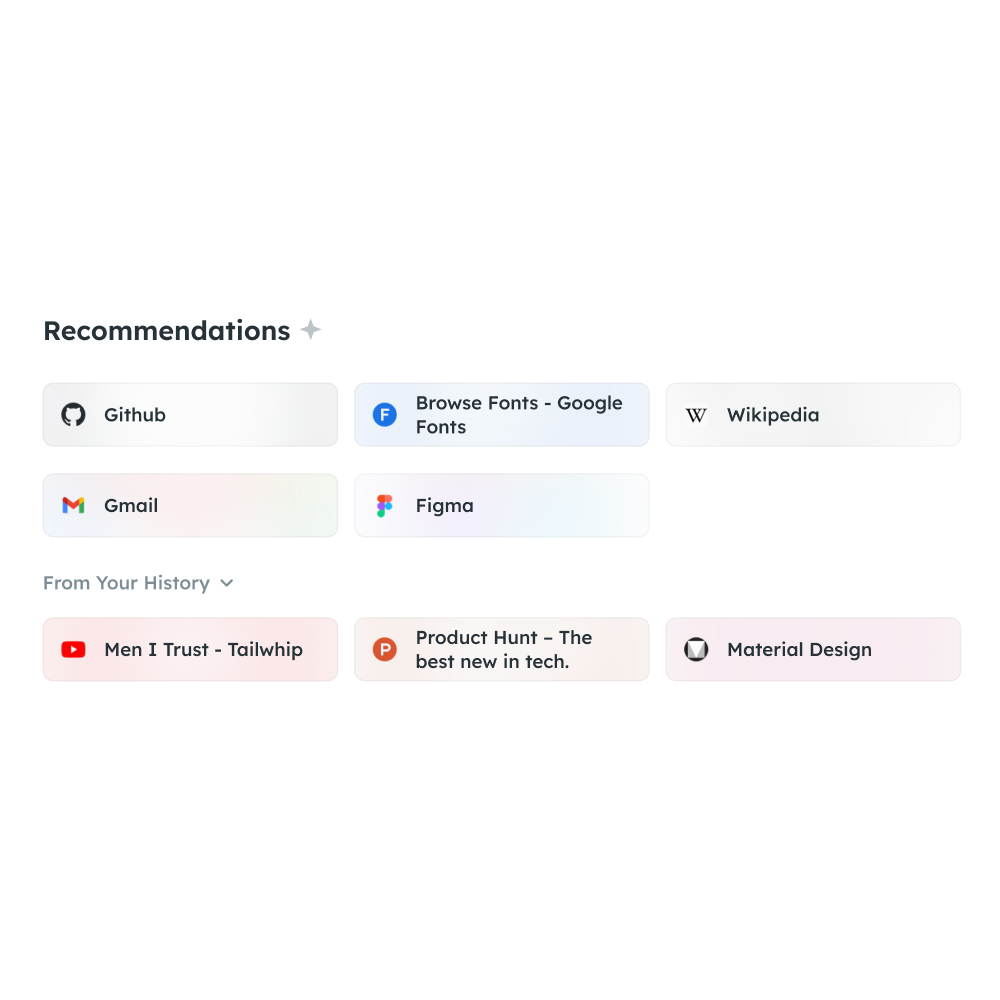 Recommendations
Github
Browse Fonts - Google
Fonts
W
Wikipedia
Gmail
F
Figma
From Your History
Men I Trust - Tailwhip
P
Product Hunt – The
best new in tech.
Material Design